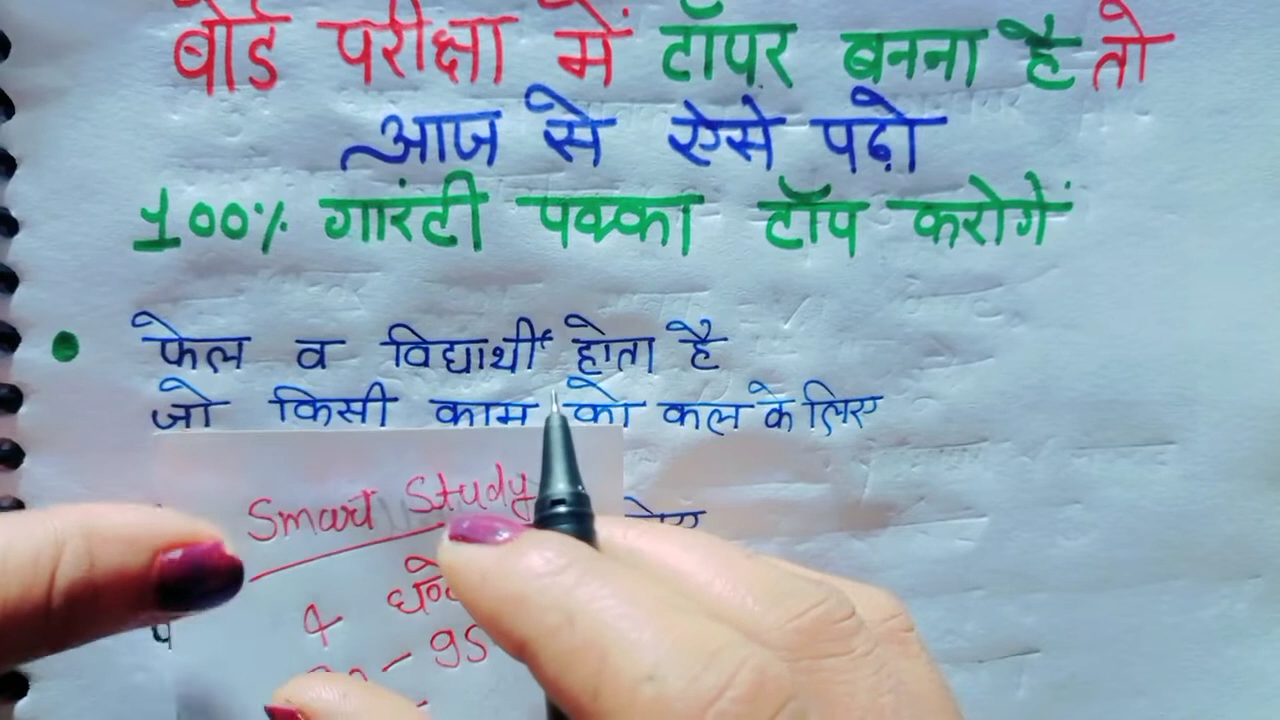 बोर्ड परीक्षा में टॉपर बनना है तो
आज से ऐसे पढ़ो
100% गारंटी पक्का टॉप करोगें
फेल व विद्यार्थी होता है
जो किसी काम को कल के लिए
Smart Study
4
95